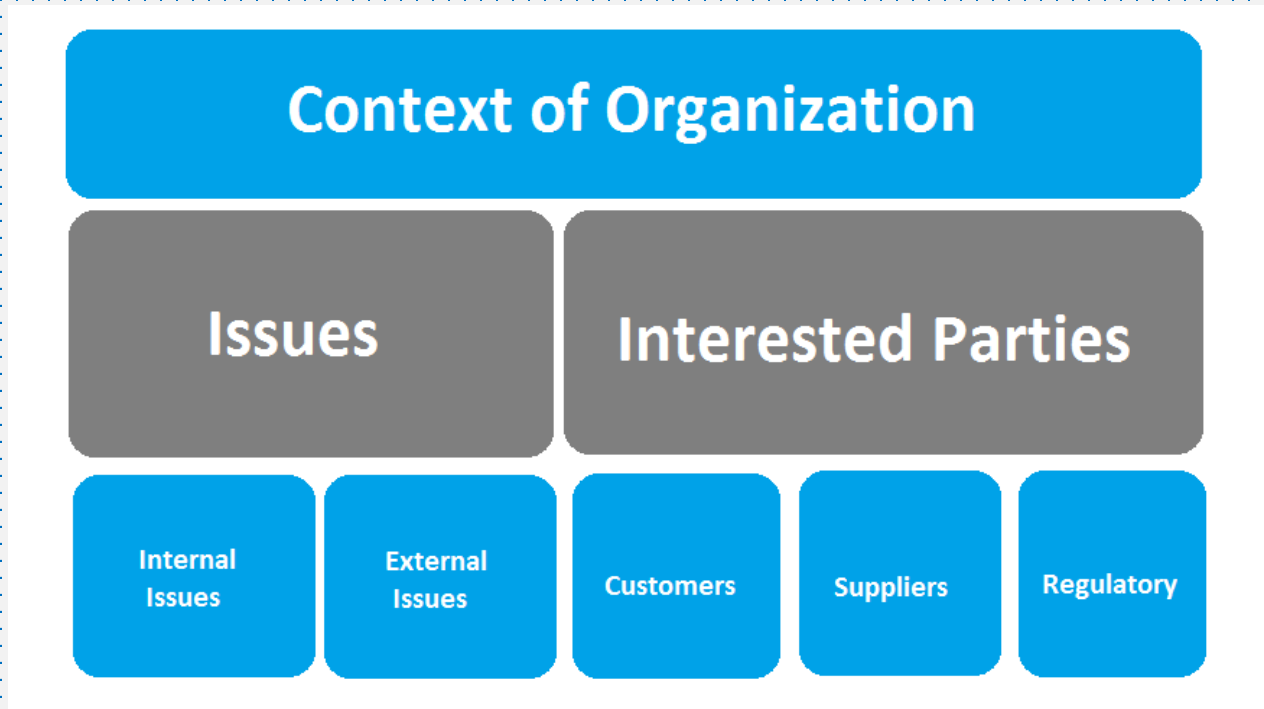 Context of Organization
Issues
Interested Parties
Internal
Issues
External
Issues
Customers
Suppliers
Regulatory